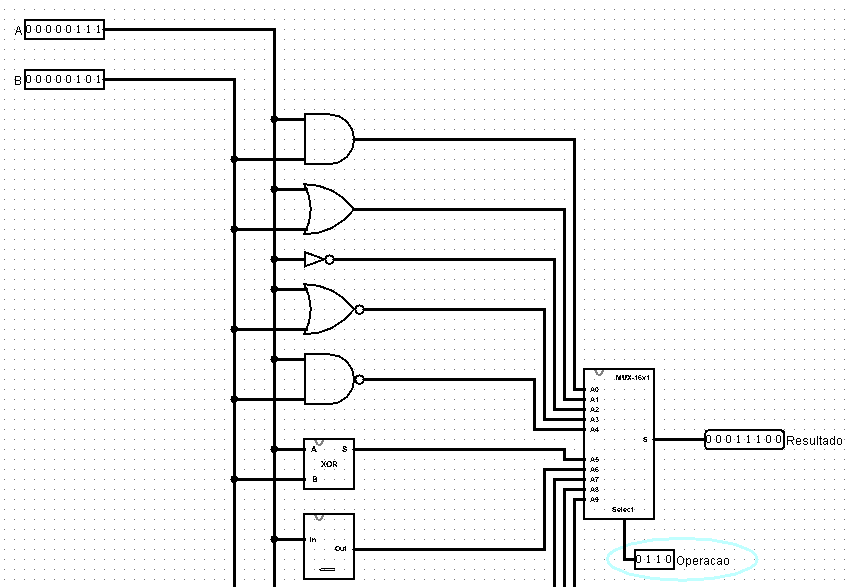 A 00000111
B 00000101
MUX-16x1
A0
A1
A2
A3
A4
S
00011100 Resultado
A S
XOR
B
A5
A6
A7
A8
A9
Select
In
Out
0110 Operacao